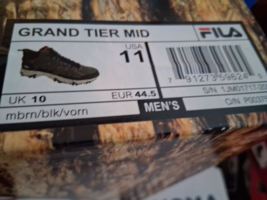 GRAND TIER MID
FILA
USA
11
UK 10
EUR 44.5
mbrn/blk/vorn
MEN'S